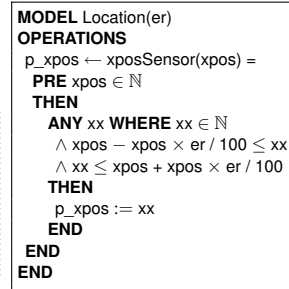 MODEL Location(er)
OPERATIONS
p_xpos ← xposSensor(xpos) =
PRE xpos ∈ ℕ
THEN
ANY xx WHERE xx ∈ ℕ
∧ xpos − xpos × er / 100 ≤ xx
∧ xx ≤ xpos + xpos × er / 100
THEN
p_xpos := xx
END
END
END